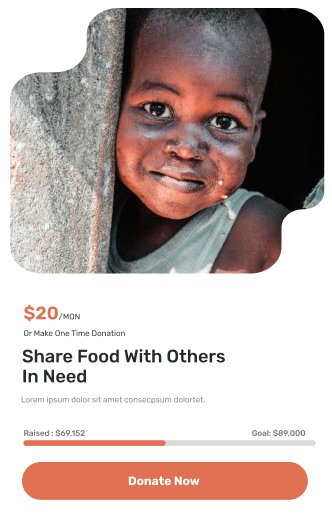 $20/MON
Or Make One Time Donation
Share Food With Others
In Need
Lorem ipsum dolor sit amet consecpsum dolortet.
Raised : $69,152 Goal: $89.000
Donate Now